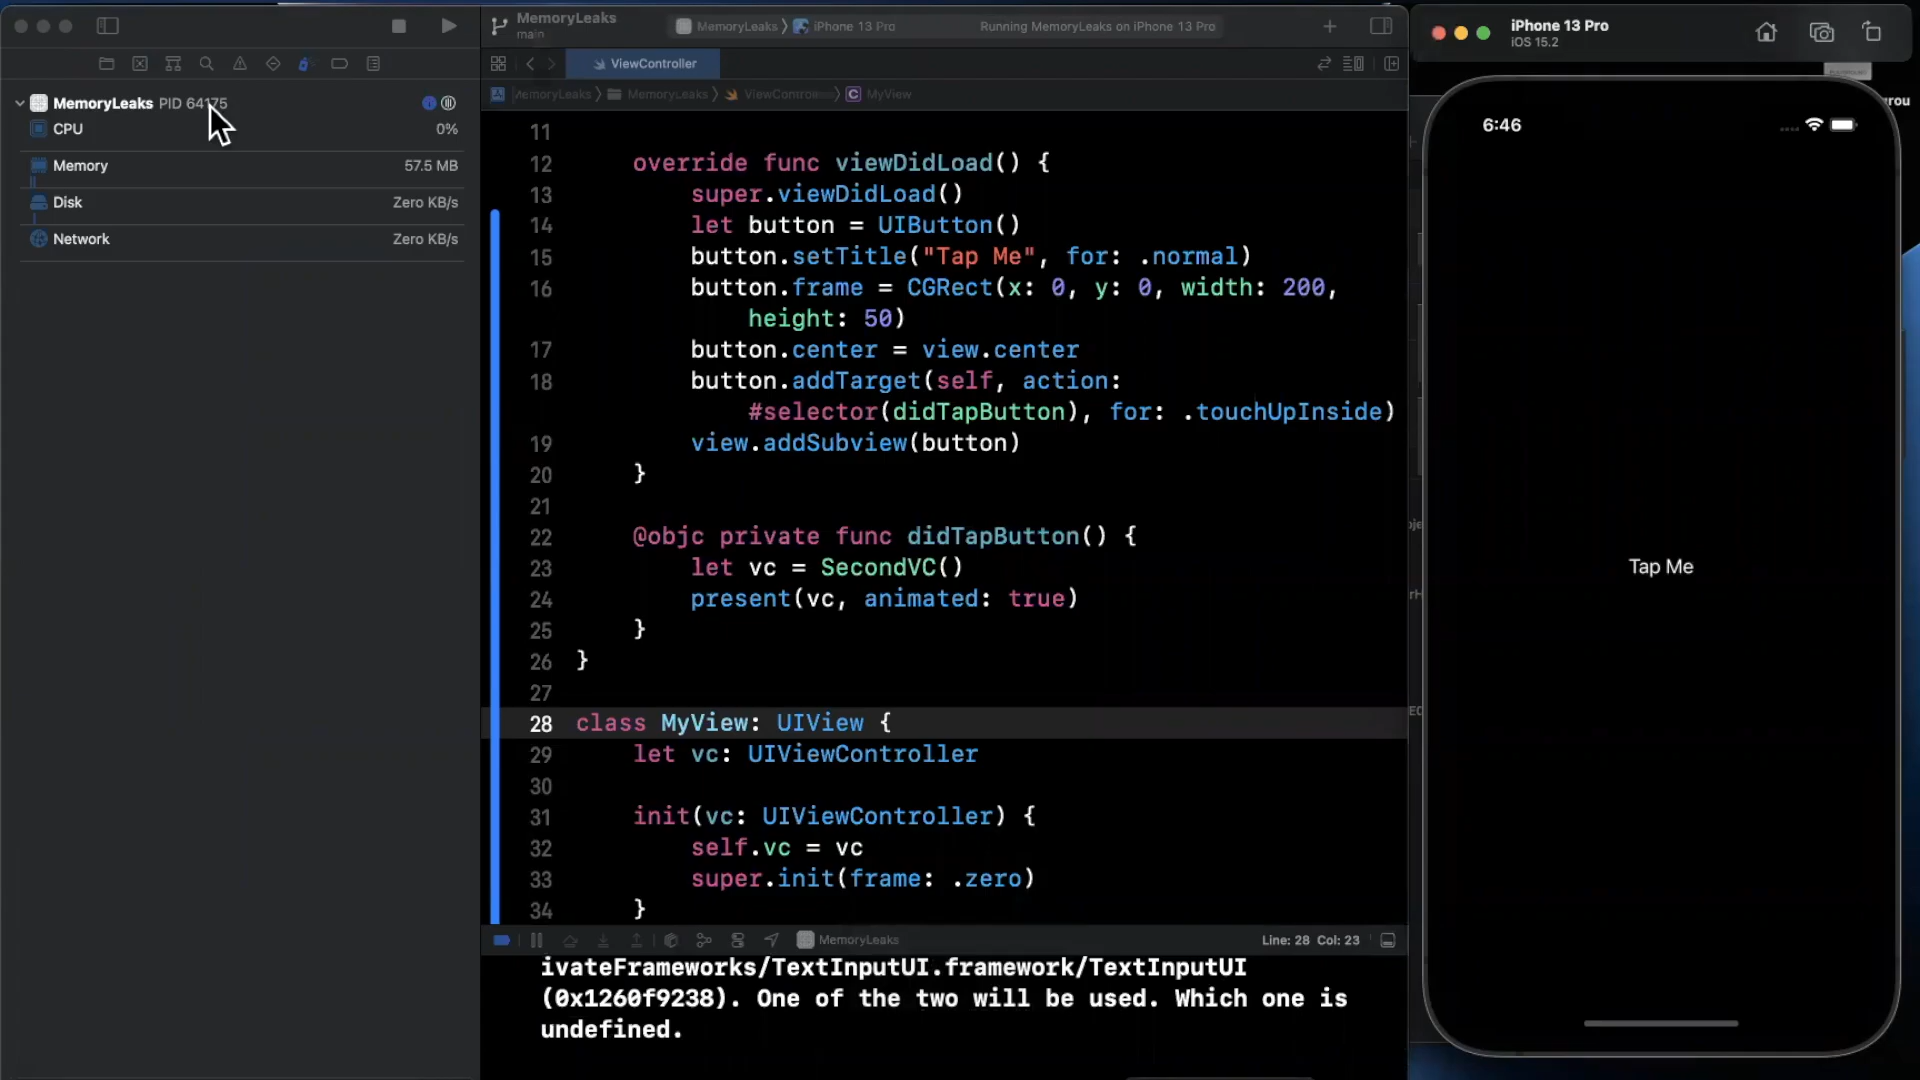 MemoryLeaks
main
MemoryLeaks
iPhone 13 Pro
Running MemoryLeaks on iPhone 13 Pro
ViewController
MemoryLeaks
MemoryLeaks
MyView
MemoryLeaks PID 64175
CPU
0%
Memory
57.5 MB
Disk
Zero KB/s
Network
Zero KB/s
11
12 override func viewDidLoad() {
13 super.viewDidLoad()
14 let button = UIButton()
15 button.setTitle("Tap Me", for: .normal)
16 button.frame = CGRect(x: 0, y: 0, width: 200,
height: 50)
17 button.center = view.center
18 button.addTarget(self, action:
#selector(didTapButton), for: .touchUpInside)
19 view.addSubview(button)
20 }
21
22 @objc private func didTapButton() {
23 let vc = SecondVC()
24 present(vc, animated: true)
25 }
26 }
27
28 class MyView: UIView {
29 let vc: UIViewController
30
31 init(vc: UIViewController) {
32 self.vc = vc
33 super.init(frame: .zero)
34 }
MemoryLeaks
Line: 28 Col: 23
ivateFrameworks/TextInputUI.framework/TextInputUI
(0x1260f9238). One of the two will be used. Which one is
undefined.
iPhone 13 Pro
iOS 15.2
6:46
Tap Me